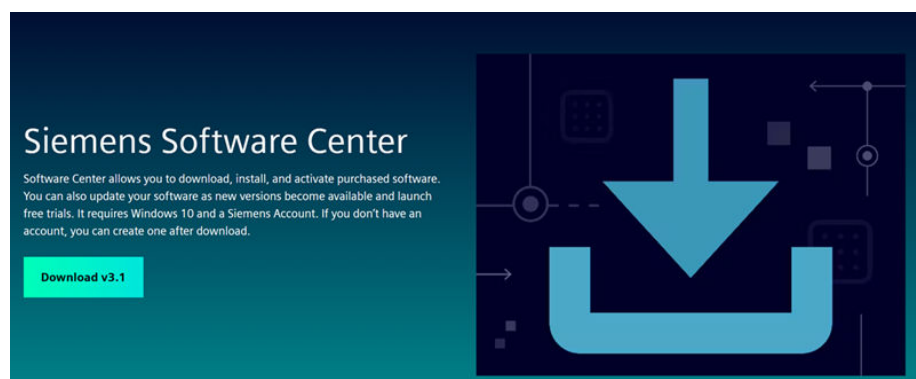 Siemens Software Center
Software Center allows you to download, install, and activate purchased software.
You can also update your software as new versions become available and launch
free trials. It requires Windows 10 and a Siemens Account. If you don't have an
account, you can create one after download.
Download v3.1